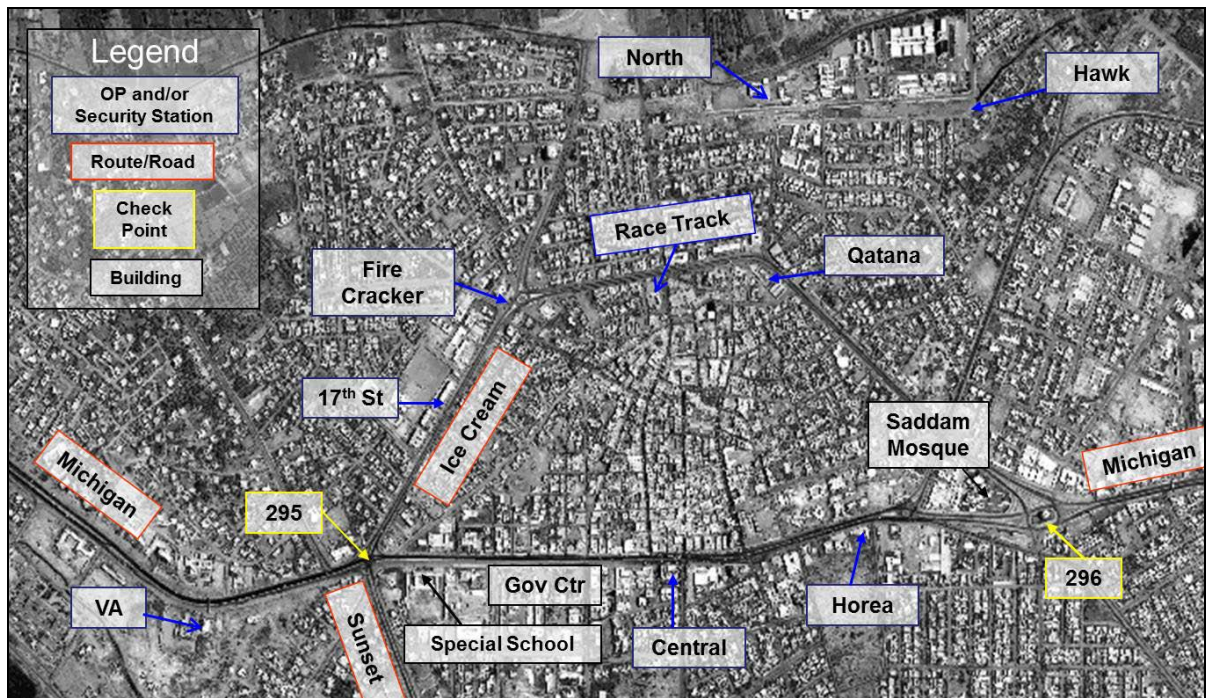 Legend
OP and/or
Security Station
Route/Road
Check
Point
Building
North
Hawk
Race Track
Qatana
Fire
Cracker
17th St
Ice Cream
Saddam
Mosque
Michigan
Michigan
295
296
VA
Sunset
Gov Ctr
Special School
Central
Horea